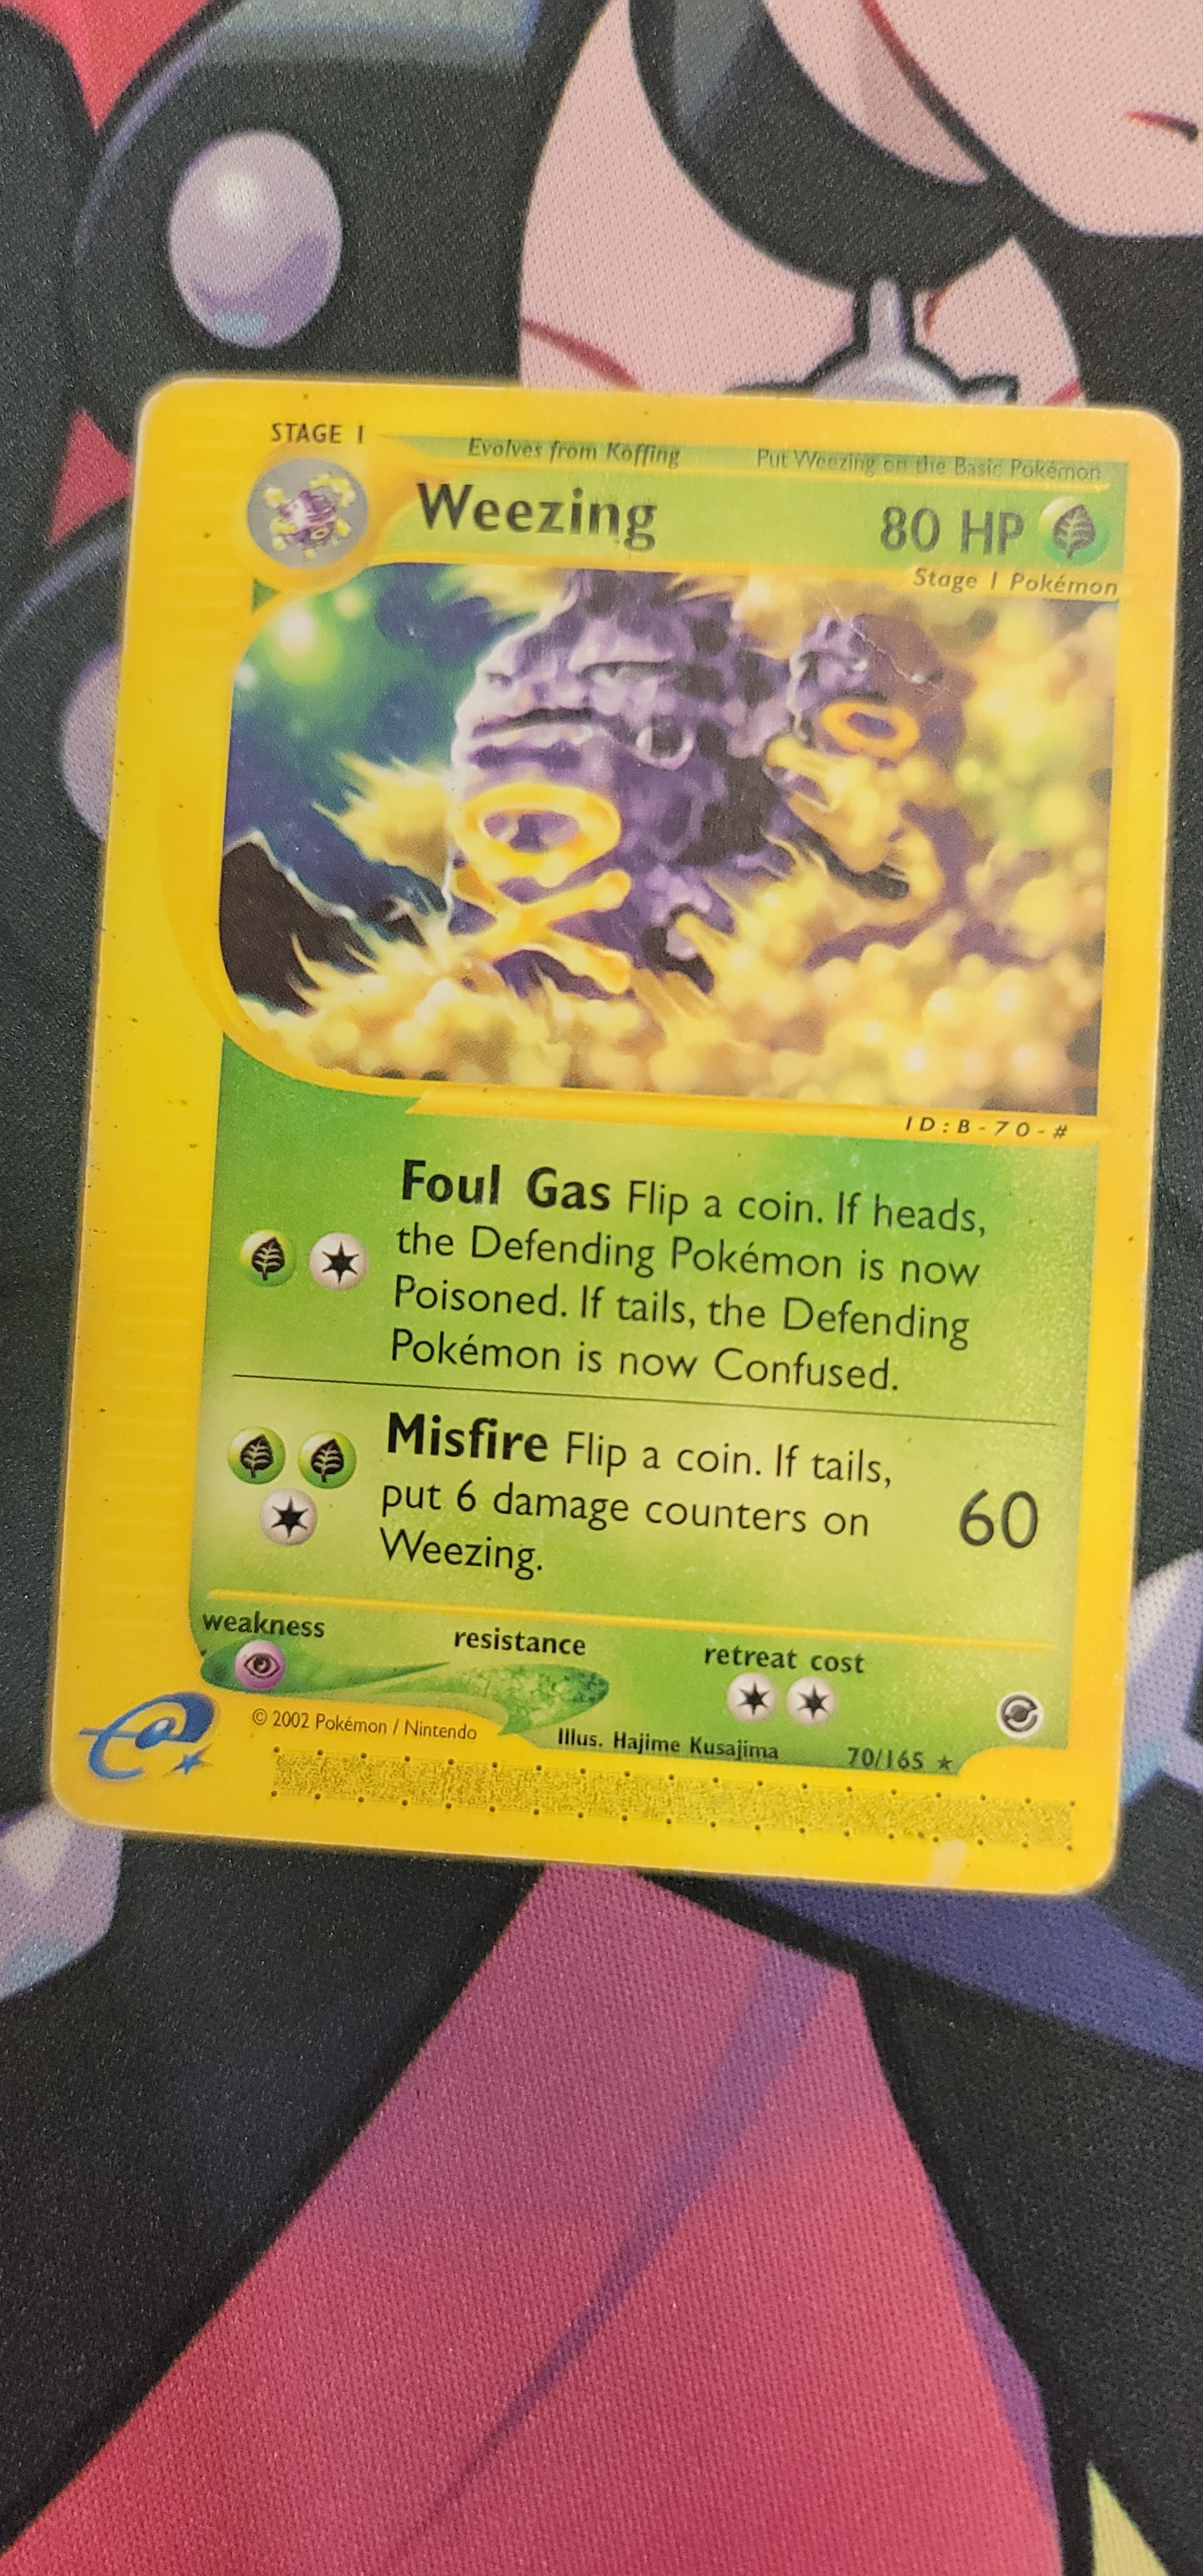 STAGE 1
Evolves from Koffing Put Weezing on the Basic Pokémon
Weezing 80 HP
Stage 1 Pokémon
ID:B-70-#
Foul Gas Flip a coin. If heads,
the Defending Pokémon is now
Poisoned. If tails, the Defending
Pokémon is now Confused.
Misfire Flip a coin. If tails,
put 6 damage counters on
Weezing.
60
weakness resistance retreat cost
e
© 2002 Pokémon / Nintendo Illus. Hajime Kusajima 70/165 ★